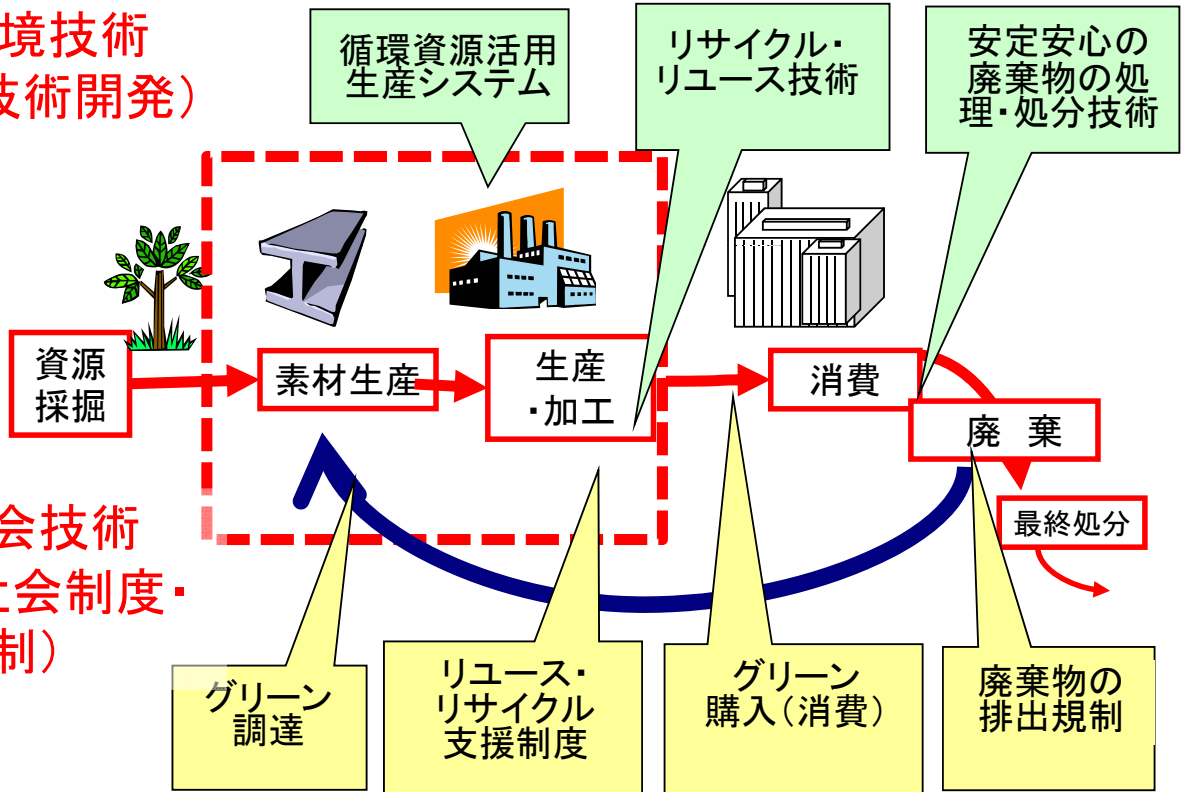 境技術
技術開発）
循環資源活用
生産システム
リサイクル・
リユース技術
安定安心の
廃棄物の処
理・処分技術
資源
採掘
素材生産
生産
・加工
消費
廃　棄
最終処分
会技術
社会制度・
制）
グリーン
調達
リユース・
リサイクル
支援制度
グリーン
購入（消費）
廃棄物の
排出規制